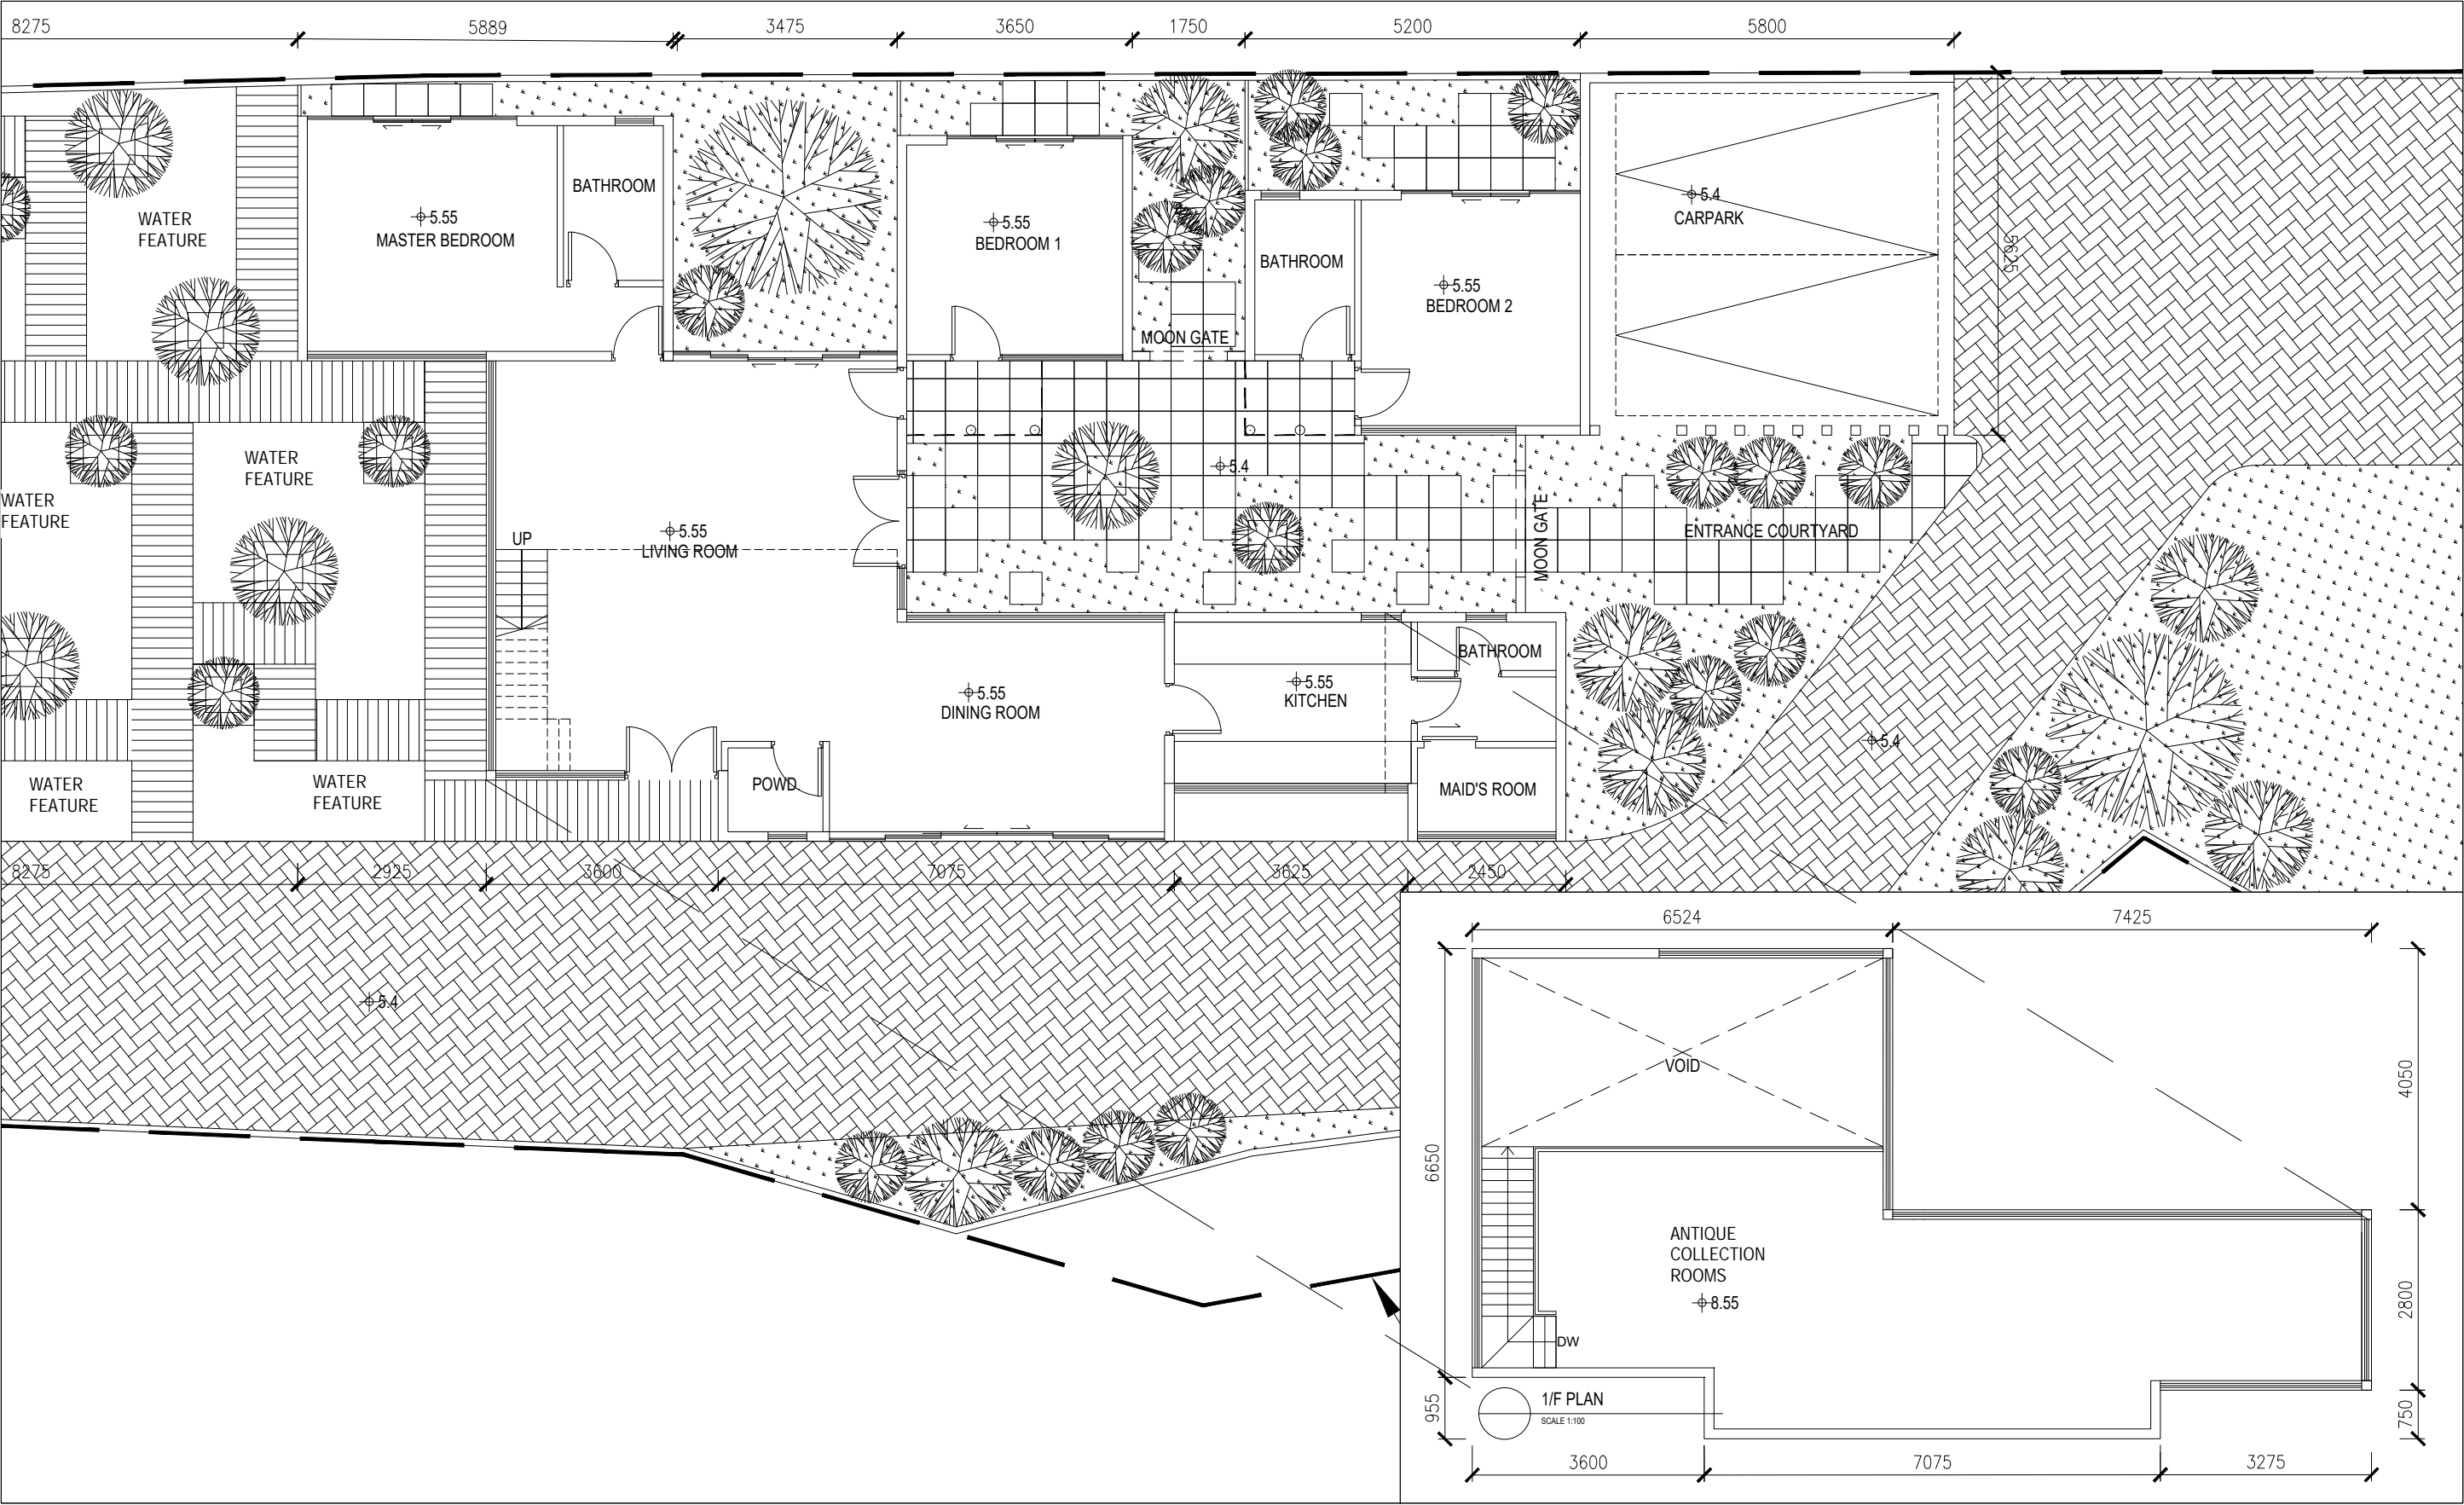 8275
5889
3475
3650
1750
5200
5800
BATHROOM
5.4
CARPARK
WATER
FEATURE
5.55
MASTER BEDROOM
5.55
BEDROOM 1
BATHROOM
5625
5.55
BEDROOM 2
MOON GATE
WATER
FEATURE
5.4
WATER
FEATURE
UP
5.55
LIVING ROOM
MOON GATE
ENTRANCE COURTYARD
BATHROOM
5.55
DINING ROOM
5.55
KITCHEN
5.4
WATER
FEATURE
WATER
FEATURE
POWD.
MAID'S ROOM
8275
2925
3600
7075
3625
2450
6524
7425
5.4
VOID
4050
6650
ANTIQUE
COLLECTION
ROOMS
8.55
2800
DW
955
1/F PLAN
SCALE 1:100
750
3600
7075
3275